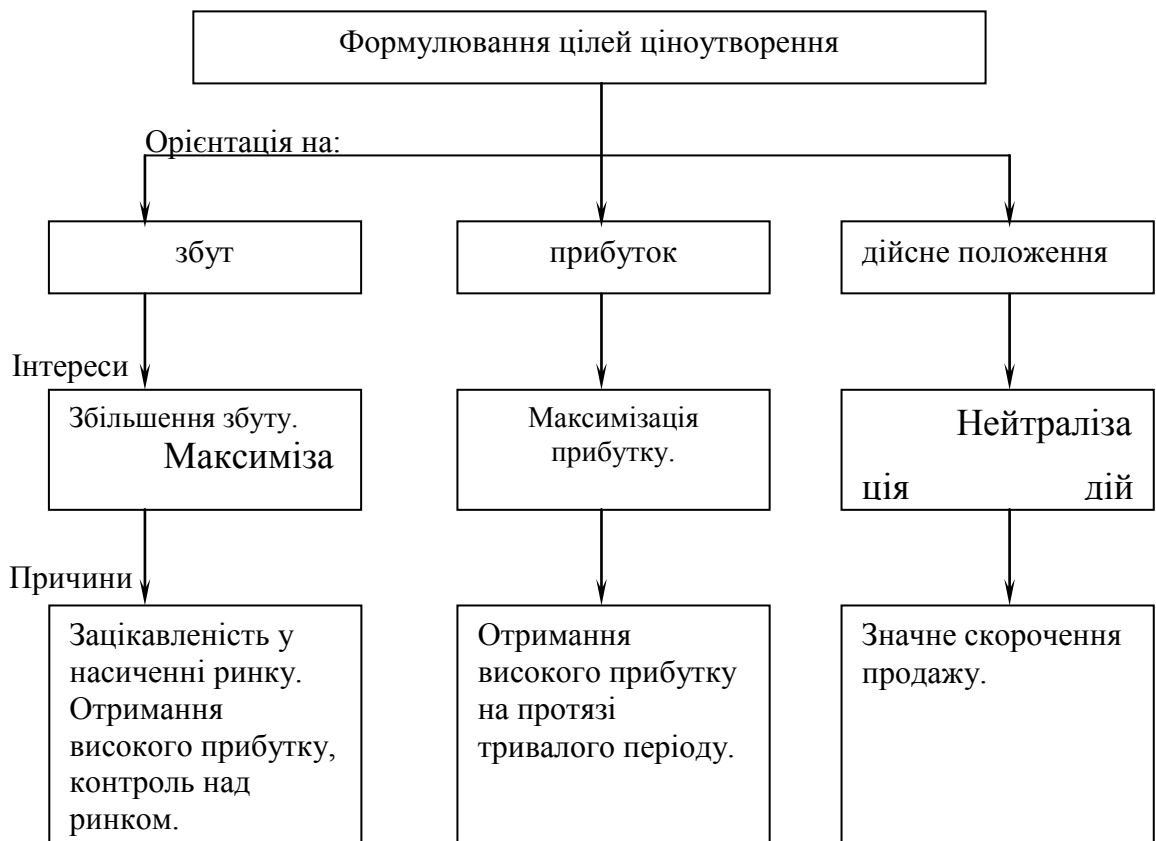 Формулювання цілей ціноутворення
Орієнтація на:
збут
прибуток
дійсне положення
Інтереси
Збільшення збуту.
Максиміза
Максимізація
прибутку.
Нейтраліза
ція дій
Причини
Зацікавленість у
насиченні ринку.
Отримання
високого прибутку,
контроль над
ринком.
Отримання
високого прибутку
на протязі
тривалого періоду.
Значне скорочення
продажу.